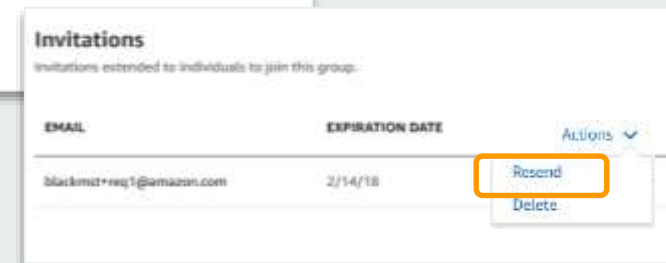 Invitations
Invitations extended to individuals to join this group.
EMAIL EXPIRATION DATE Actions
blackmst+req1@amazon.com 2/14/18 Resend
Delete